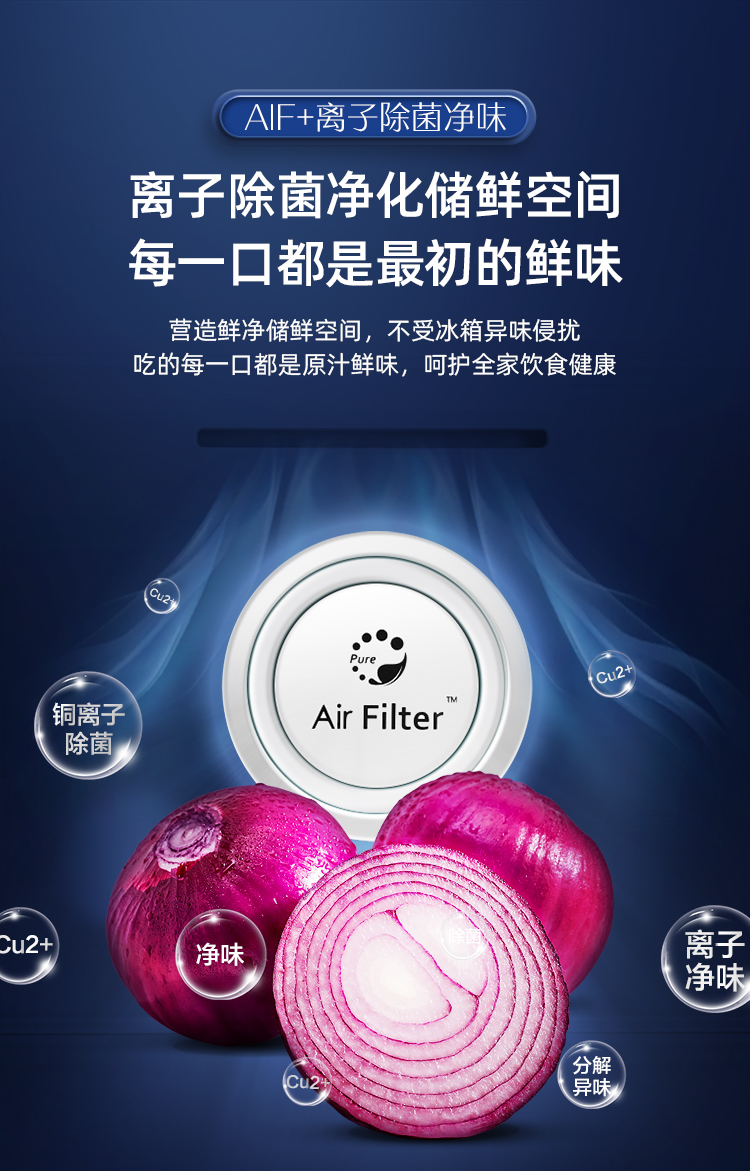 AIF+离子除菌净味
离子除菌净化储鲜空间
每一口都是最初的鲜味
营造鲜净储鲜空间，不受冰箱异味侵扰
吃的每一口都是原汁鲜味，呵护全家饮食健康
Cu2+
Pure
Air Filter™
Cu2+
铜离子
除菌
Cu2+
净味
除菌
离子
净味
Cu2+
分解
异味